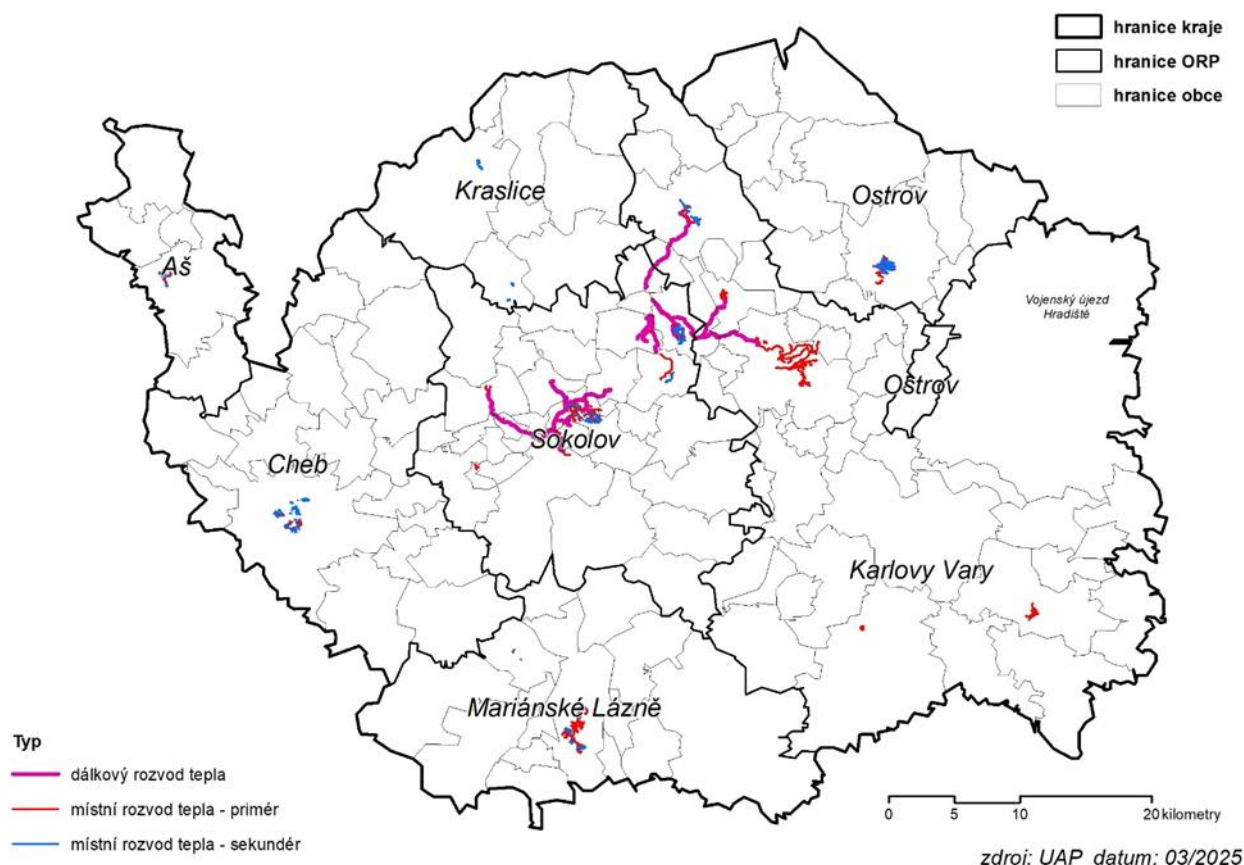 hranice kraje
hranice ORP
hranice obce
Kraslice
Ostrov
Aš
Vojenský újezd
Hradiště
Ostrov
Sokolov
Cheb
Karlovy Vary
Mariánské Lázně
Typ
dálkový rozvod tepla
místní rozvod tepla - primér
místní rozvod tepla - sekundér
0 5 10 20 kilometry
zdroj: UAP datum: 03/2025